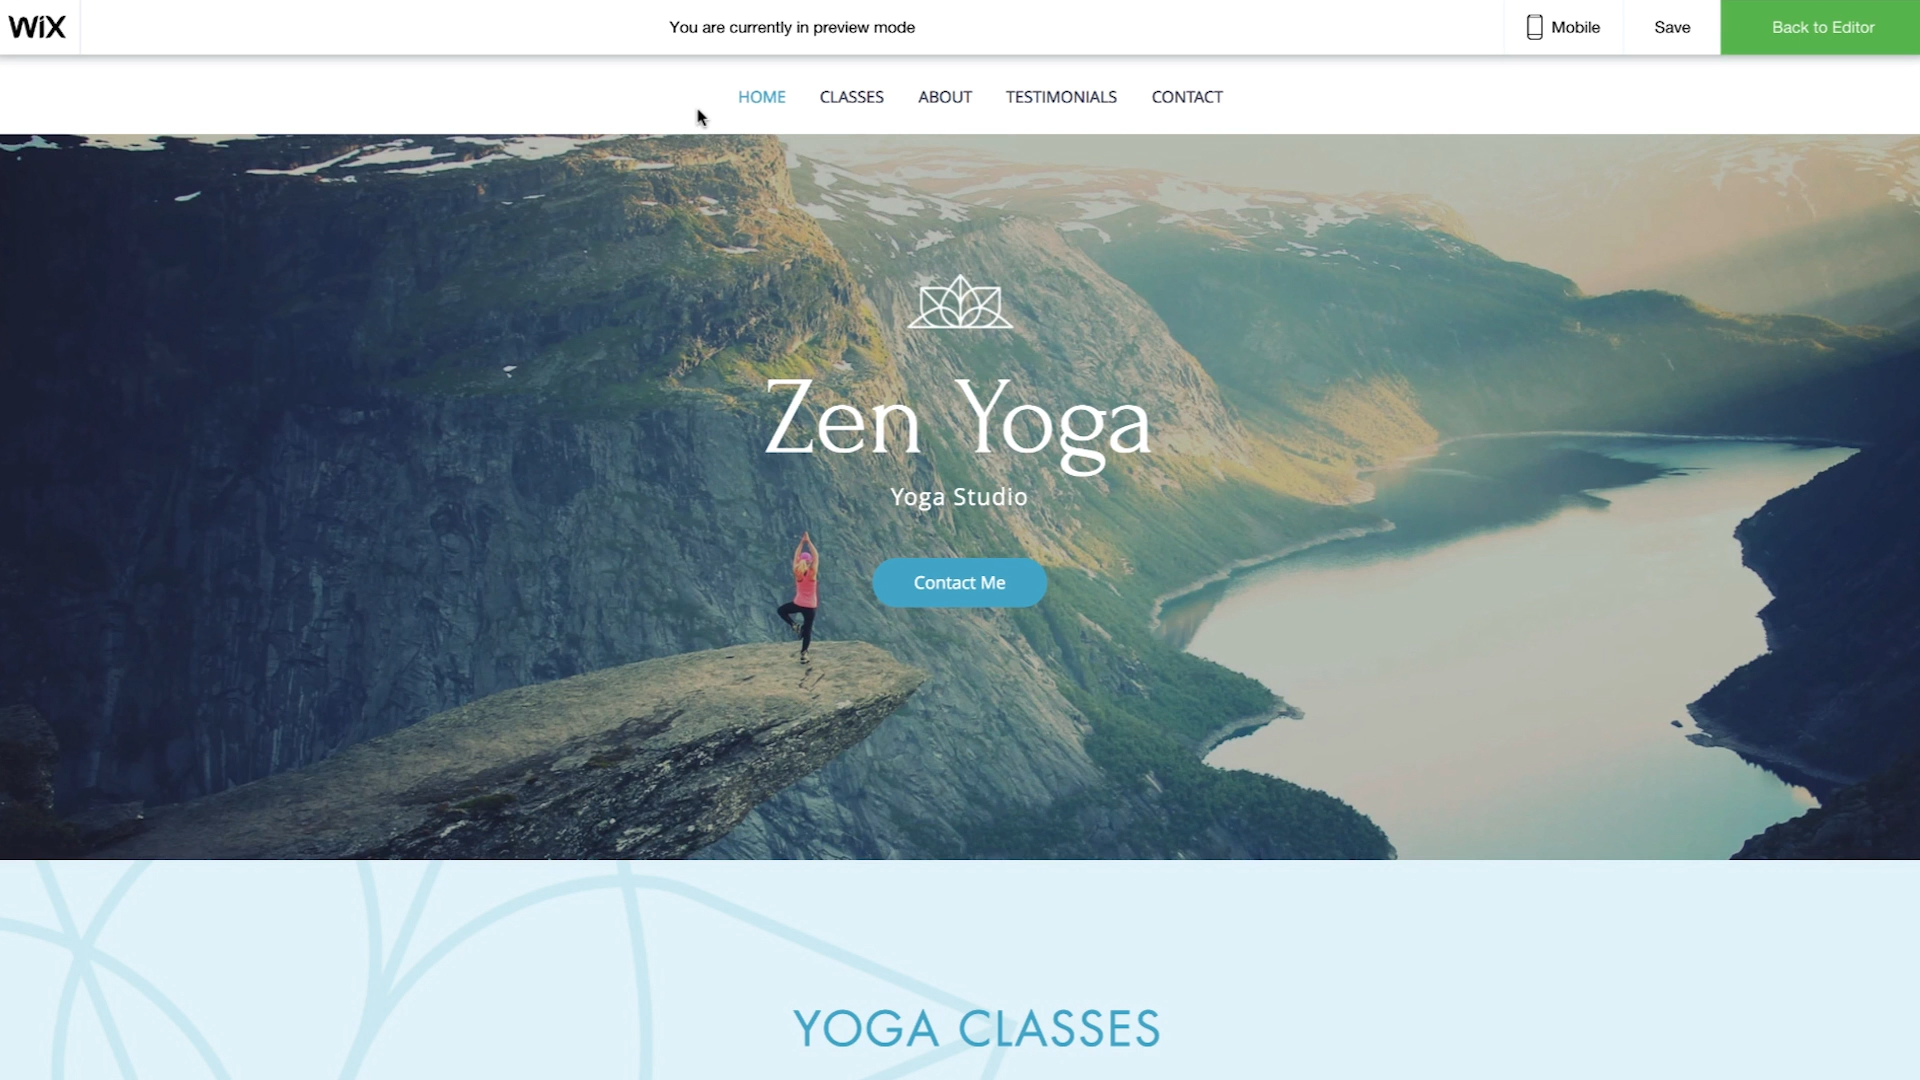 WiX
You are currently in preview mode
Mobile
Save
Back to Editor
HOME
CLASSES
ABOUT
TESTIMONIALS
CONTACT
Zen Yoga
Yoga Studio
Contact Me
YOGA CLASSES